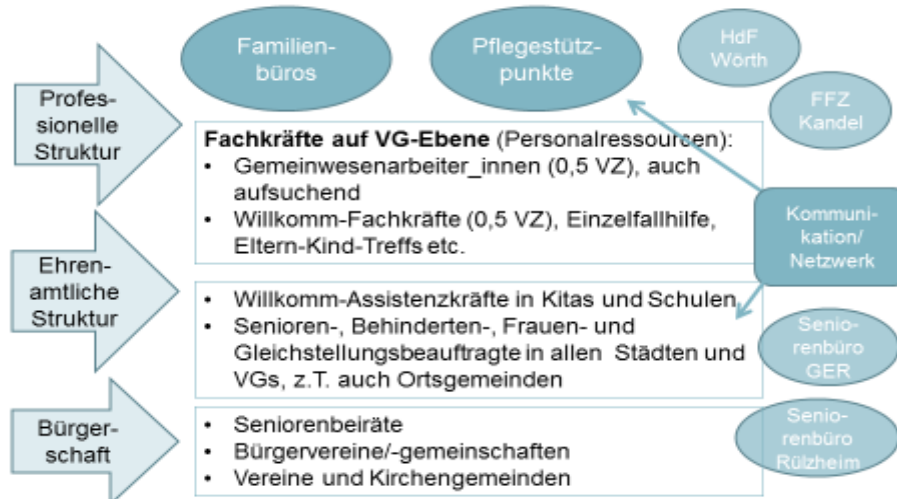 Familien-
büros
Pflegestütz-
punkte
HdF
Wörth
FFZ
Kandel
Profes-
sionelle
Struktur
Fachkräfte auf VG-Ebene (Personalressourcen):
• Gemeinwesenarbeiter_innen (0,5 VZ), auch
aufsuchend
• Willkomm-Fachkräfte (0,5 VZ), Einzelfallhilfe,
Eltern-Kind-Treffs etc.
Kommuni-
kation/
Netzwerk
Ehren-
amtliche
Struktur
• Willkomm-Assistenzkräfte in Kitas und Schulen
• Senioren-, Behinderten-, Frauen- und
Gleichstellungsbeauftragte in allen Städten und
VGs, z.T. auch Ortsgemeinden
Senio-
renbüro
GER
Bürger-
schaft
• Seniorenbeiräte
• Bürgervereine/-gemeinschaften
• Vereine und Kirchengemeinden
Senio-
renbüro
Rülzheim